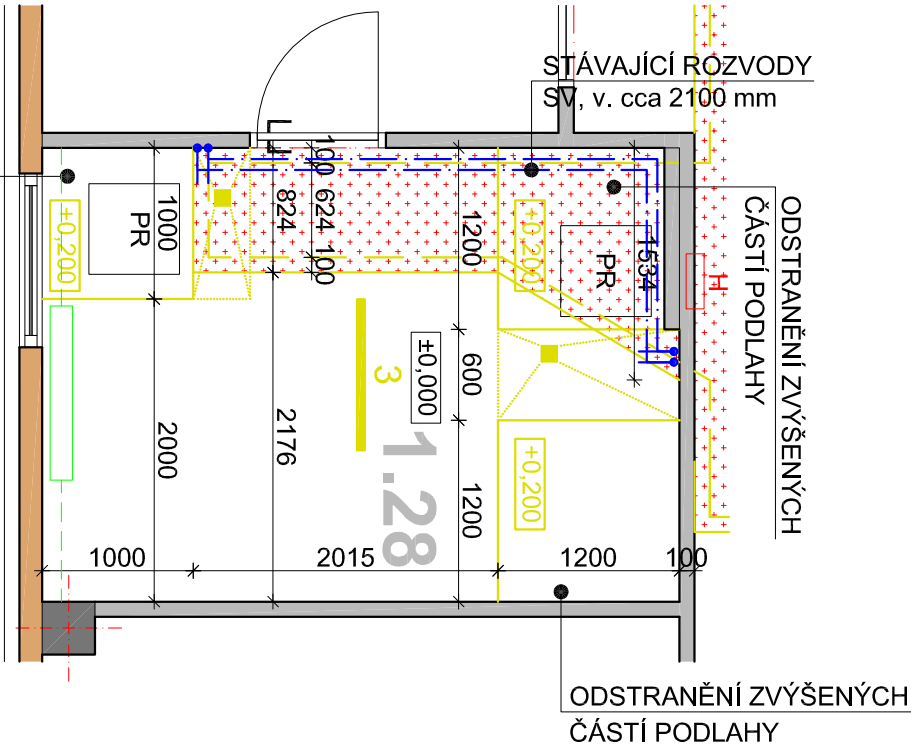 STÁVAJÍCÍ ROZVODY
SV, v. cca 2100 mm
ODSTRANĚNÍ ZVÝŠENÝCH
ČÁSTÍ PODLAHY
H
100
624
100
824
1200
1534
1000
PR
PR
+0,200
+0,200
±0,000
600
3
1.28
2176
2000
+0,200
1200
1000
2015
1200
100
ODSTRANĚNÍ ZVÝŠENÝCH
ČÁSTÍ PODLAHY